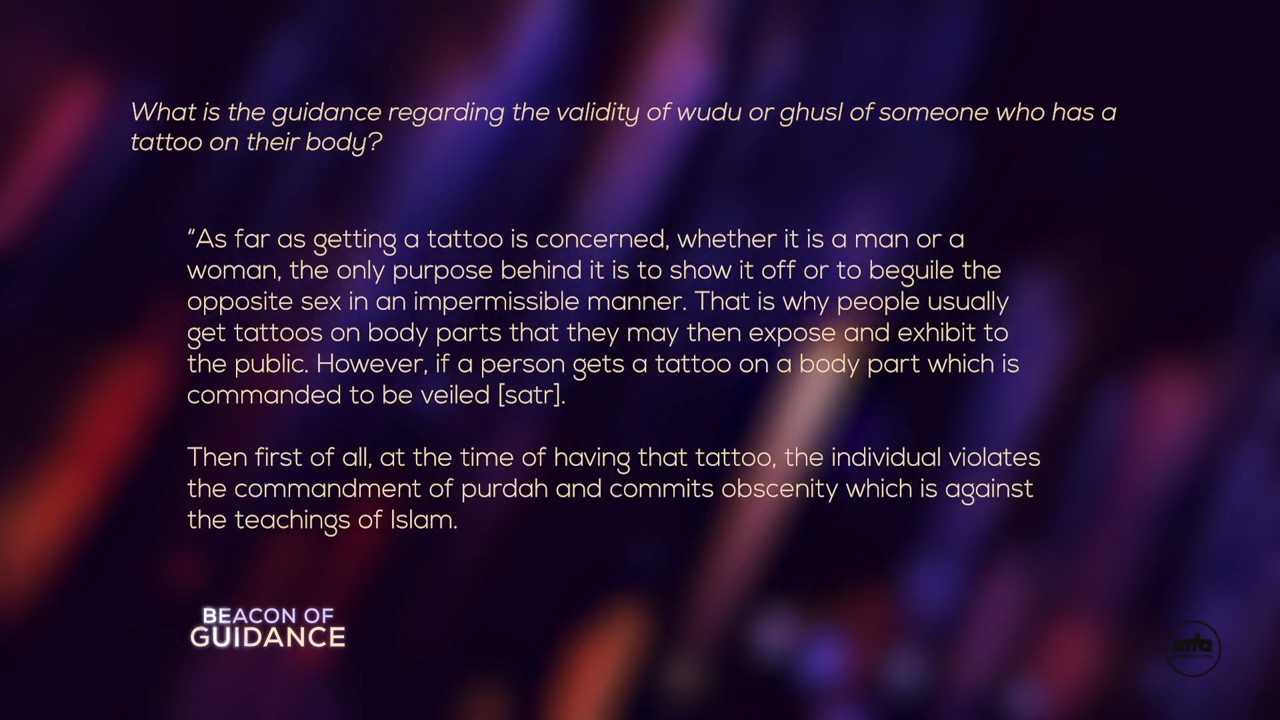 What is the guidance regarding the validity of wudu or ghusl of someone who has a
tattoo on their body?
“As far as getting a tattoo is concerned, whether it is a man or a
woman, the only purpose behind it is to show it off or to beguile the
opposite sex in an impermissible manner. That is why people usually
get tattoos on body parts that they may then expose and exhibit to
the public. However, if a person gets a tattoo on a body part which is
commanded to be veiled [satr].
Then first of all, at the time of having that tattoo, the individual violates
the commandment of purdah and commits obscenity which is against
the teachings of Islam.
BEACON OF
GUIDANCE
mta